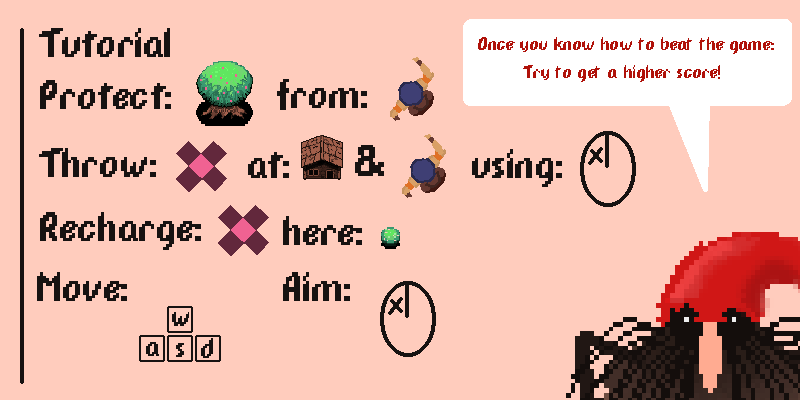 Tutorial
Protect: from:
Throw: at: & using:
x
Recharge: here:
Move: Aim:
x
w
a s d
Once you know how to beat the game:
Try to get a higher score!